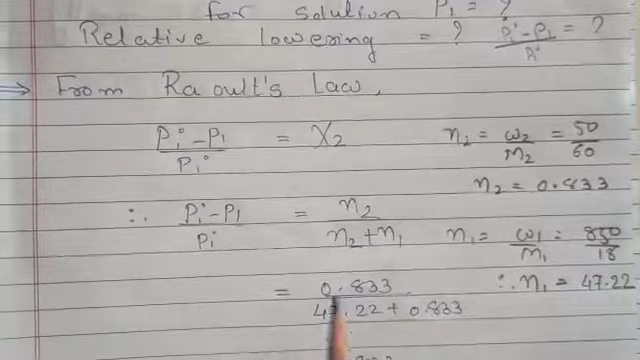 for solution P₁ = ?
Relative lowering = ? P₁° - P₁ / P₁° = ?
⇒ From Raoult's Law,
P₁° - P₁ / P₁° = X₂
n₂ = ω₂ / M₂ = 50 / 60
n₂ = 0.833
∴ P₁° - P₁ / P₁° = n₂ / n₂ + n₁
n₁ = ω₁ / M₁ = 850 / 18
= 0.833 / 47.22 + 0.833
∴ n₁ = 47.22